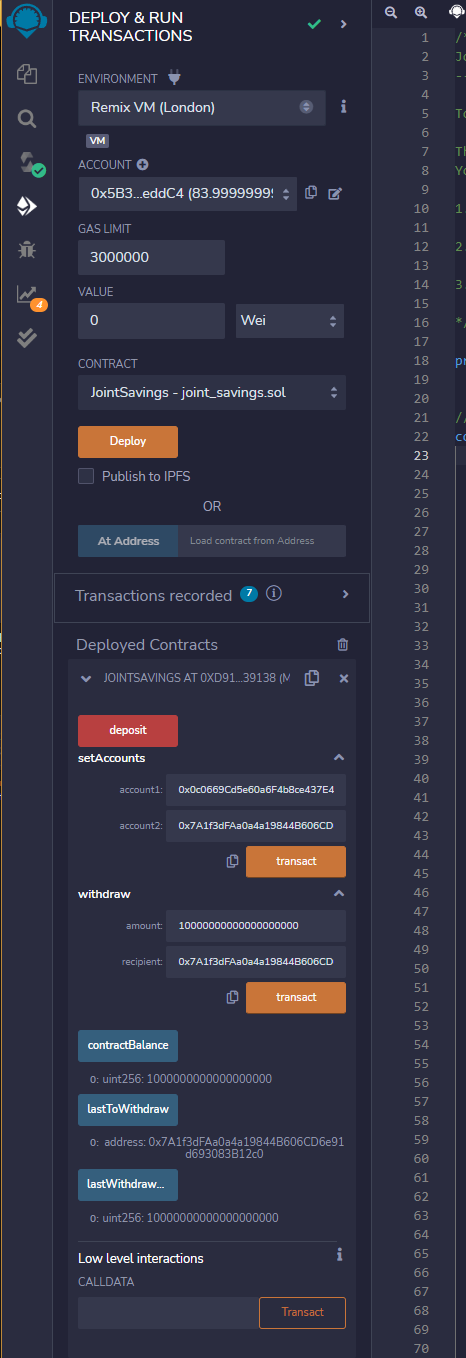 DEPLOY & RUN
TRANSACTIONS
ENVIRONMENT
Remix VM (London)
VM
ACCOUNT
0x5B3...eddC4 (83.99999999
GAS LIMIT
3000000
VALUE
0
Wei
CONTRACT
JointSavings - joint_savings.sol
Deploy
Publish to IPFS
OR
At Address
Load contract from Address
Transactions recorded 7
Deployed Contracts
JOINTSAVINGS AT 0XD91...39138 (M
deposit
setAccounts
account1: 0x0c0669Cd5e60a6F4b8ce437E4
account2: 0x7A1f3dFAa0a4a19844B606CD
transact
withdraw
amount: 10000000000000000000
recipient: 0x7A1f3dFAa0a4a19844B606CD
transact
contractBalance
0: uint256: 1000000000000000000
lastToWithdraw
0: address: 0x7A1f3dFAa0a4a19844B606CD6e91
d693083B12c0
lastWithdraw...
0: uint256: 10000000000000000000
Low level interactions
CALLDATA
Transact
4
1 /*
2 Jo
3 --
4
5 To
6
7 Th
8 Yo
9
10 1.
11
12 2.
13
14 3.
15
16 */
17
18 pr
19
20
21 //
22 co
23
24
25
26
27
28
29
30
31
32
33
34
35
36
37
38
39
40
41
42
43
44
45
46
47
48
49
50
51
52
53
54
55
56
57
58
59
60
61
62
63
64
65
66
67
68
69
70